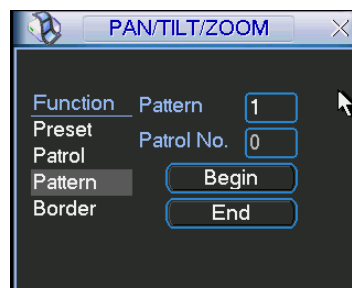 PAN/TILT/ZOOM
Function
Preset
Patrol
Pattern
Border
Pattern 1
Patrol No. 0
Begin
End